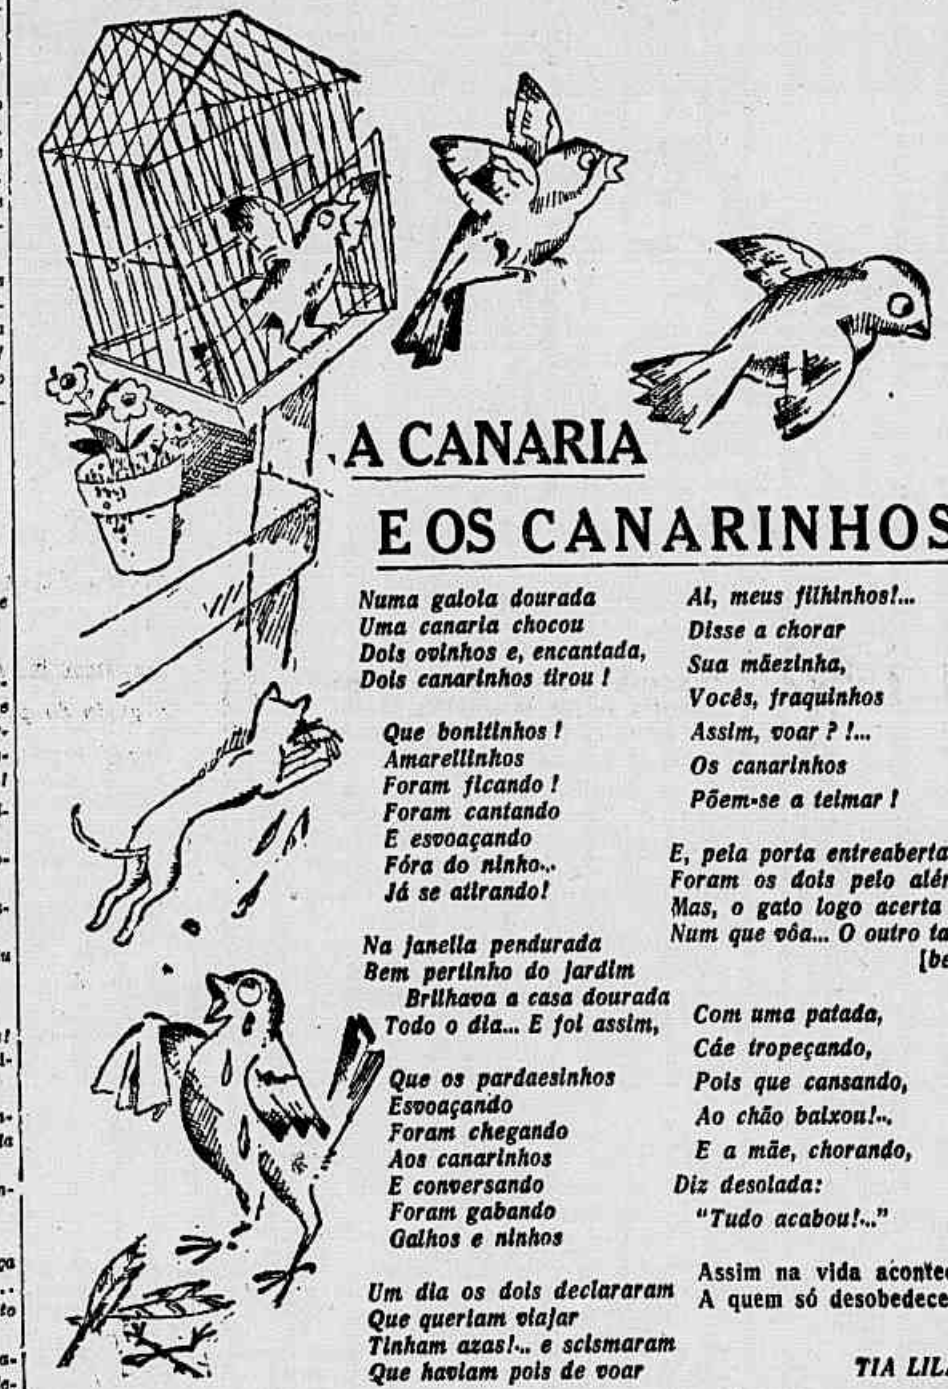 A CANARIA
E OS CANARINHOS
Numa gaiola dourada
Uma canaria chocou
Dois ovinhos e, encantada,
Dois canarinhos tirou !
Que bonitinhos !
Amarellinhos
Foram ficando !
Foram cantando
E esvoaçando
Fóra do ninho...
Já se atirando!
Na janella pendurada
Bem pertinho do jardim
Brilhava a casa dourada
Todo o dia... E foi assim,
Que os pardaesinhos
Esvoaçando
Foram chegando
Aos canarinhos
E conversando
Foram gabando
Galhos e ninhos
Um dia os dois declararam
Que queriam viajar
Tinham azas!... e scismaram
Que haviam pois de voar
Ai, meus filhinhos!...
Disse a chorar
Sua mãezinha,
Vocês, fraquinhos
Assim, voar ? !...
Os canarinhos
Põem-se a teimar !
E, pela porta entreaberta
Foram os dois pelo alé
Mas, o gato logo acerta
Num que vôa... O outro ta
[be
Com uma patada,
Cáe tropeçando,
Pois que cansando,
Ao chão baixou!...
E a mãe, chorando,
Diz desolada:
"Tudo acabou!..."
Assim na vida aconte
A quem só desobedece
TIA LIL